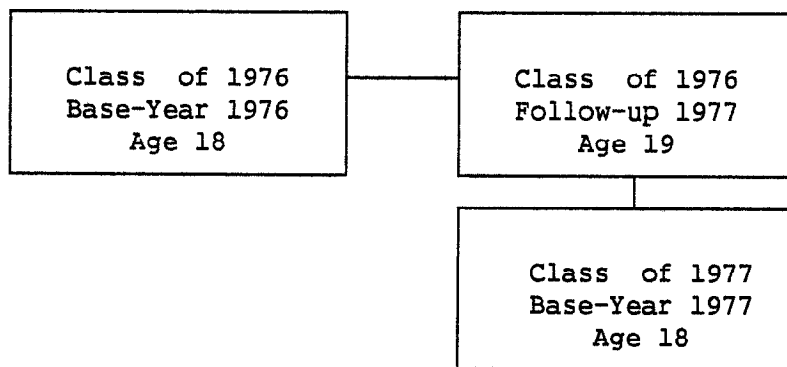 Class of 1976
Base-Year 1976
Age 18
Class of 1976
Follow-up 1977
Age 19
Class of 1977
Base-Year 1977
Age 18